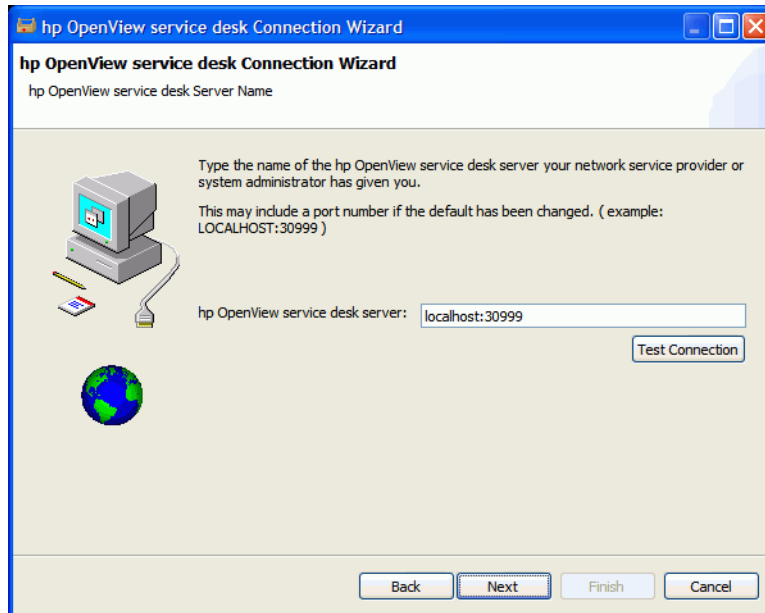 hp OpenView service desk Connection Wizard
hp OpenView service desk Connection Wizard
hp OpenView service desk Server Name
Type the name of the hp OpenView service desk server your network service provider or
system administrator has given you.
This may include a port number if the default has been changed. ( example:
LOCALHOST:30999 )
hp OpenView service desk server: localhost:30999
Test Connection
Back Next Finish Cancel